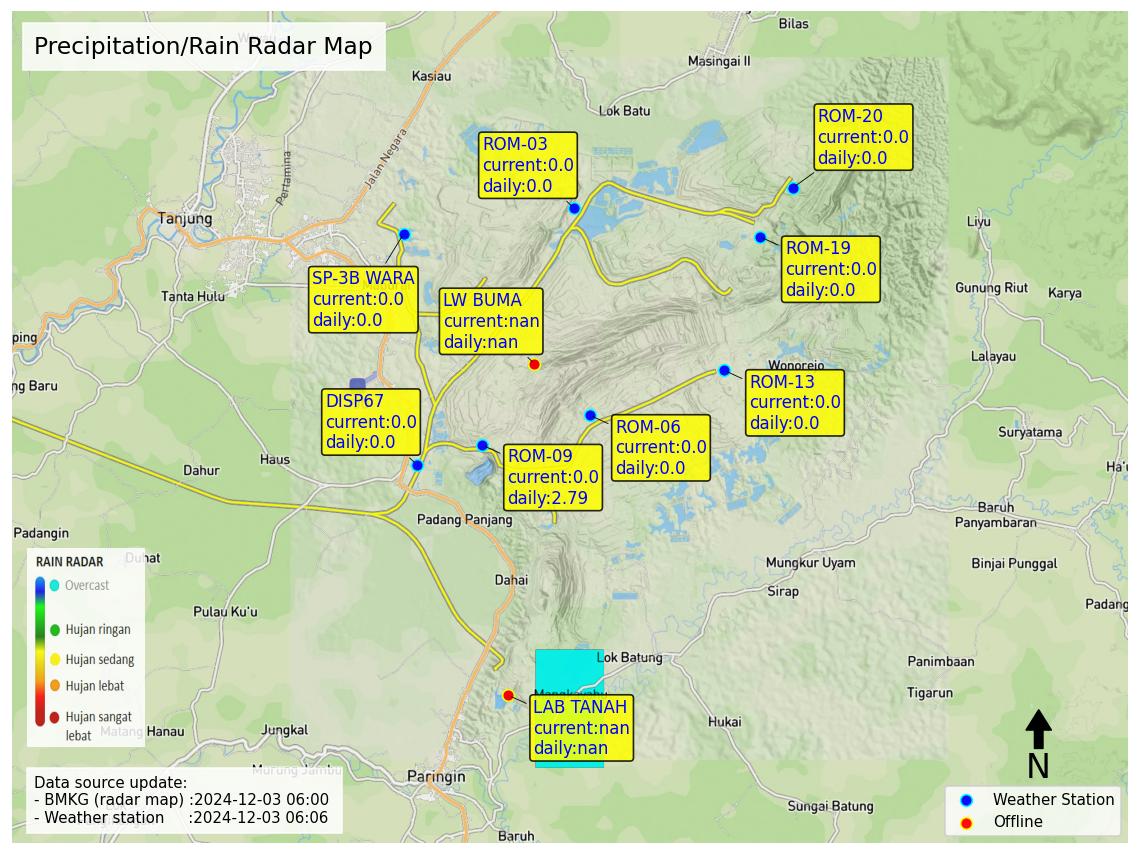 Precipitation/Rain Radar Map
Bilas
Masingai II
Kasiau
Lok Batu
Jalan Negara
Pertamina
Tanjung
Tanta Hulu
ROM-03
current:0.0
daily:0.0
ROM-20
current:0.0
daily:0.0
ROM-19
current:0.0
daily:0.0
SP-3B WARA
current:0.0
daily:0.0
LW BUMA
current:nan
daily:nan
Liyu
Gunung Riut
Karya
Lalayau
Wonorejo
ROM-13
current:0.0
daily:0.0
ping
ng Baru
DISP67
current:0.0
daily:0.0
ROM-06
current:0.0
daily:0.0
ROM-09
current:0.0
daily:2.79
Suryatama
Haus
Dahur
Padang Panjang
Baruh
Panyambaran
Padangin
Duhat
Dahai
Mungkur Uyam
Binjai Punggal
Sirap
Padang
Pulau Ku'u
RAIN RADAR
Overcast
Hujan ringan
Hujan sedang
Hujan lebat
Hujan sangat
lebat
Lok Batung
Panimbaan
Tigarun
LAB TANAH
current:nan
daily:nan
Hukai
Matang Hanau
Jungkal
Murung Jambu
Paringin
Sungai Batung
Baruh
Data source update:
- BMKG (radar map) :2024-12-03 06:00
- Weather station :2024-12-03 06:06
N
Weather Station
Offline